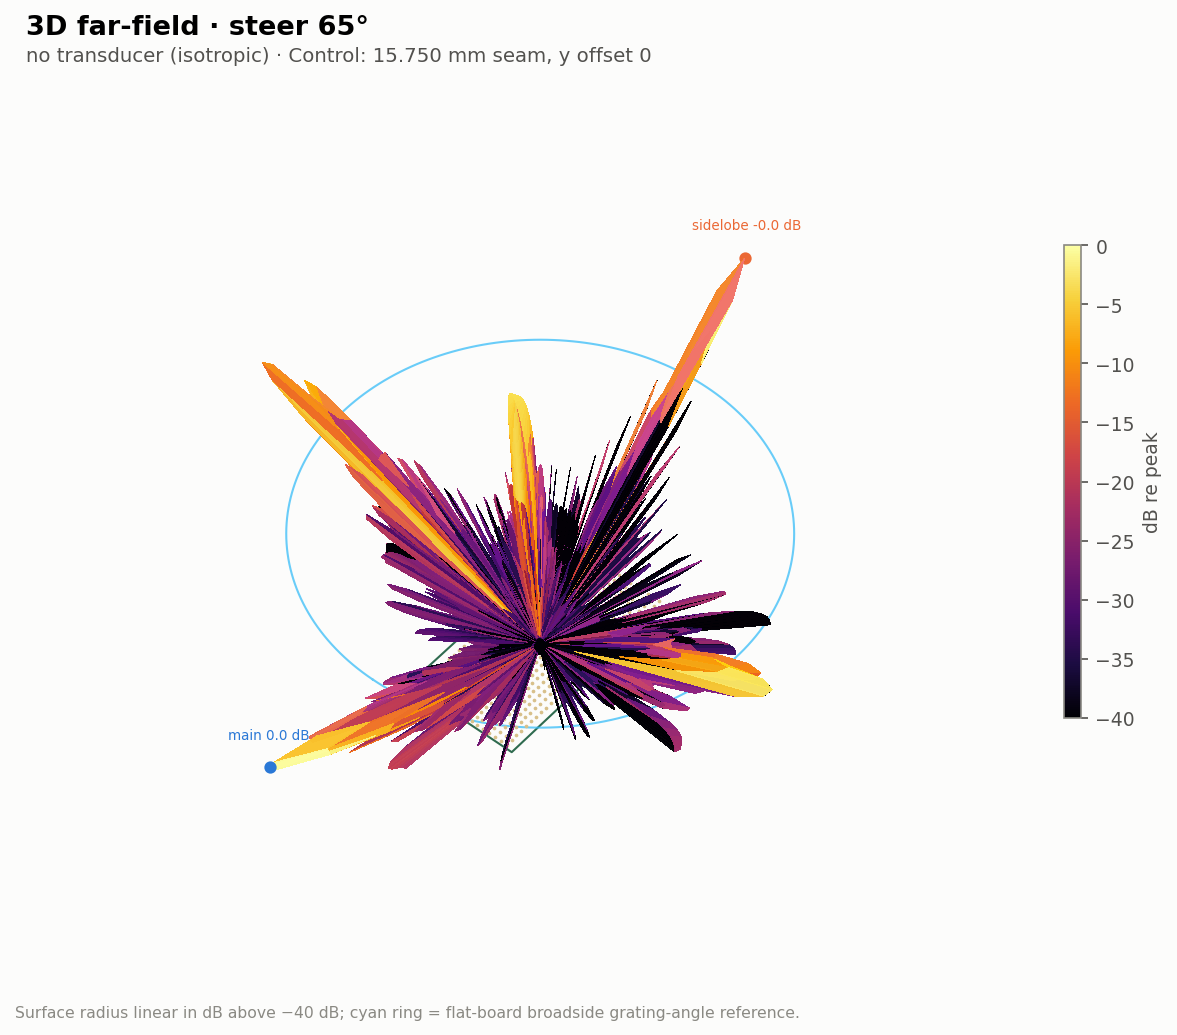 3D far-field · steer 65°
no transducer (isotropic) · Control: 15.750 mm seam, y offset 0
sidelobe -0.0 dB
main 0.0 dB
0
−5
−10
−15
−20
−25
−30
−35
−40
dB re peak
Surface radius linear in dB above −40 dB; cyan ring = flat-board broadside grating-angle reference.